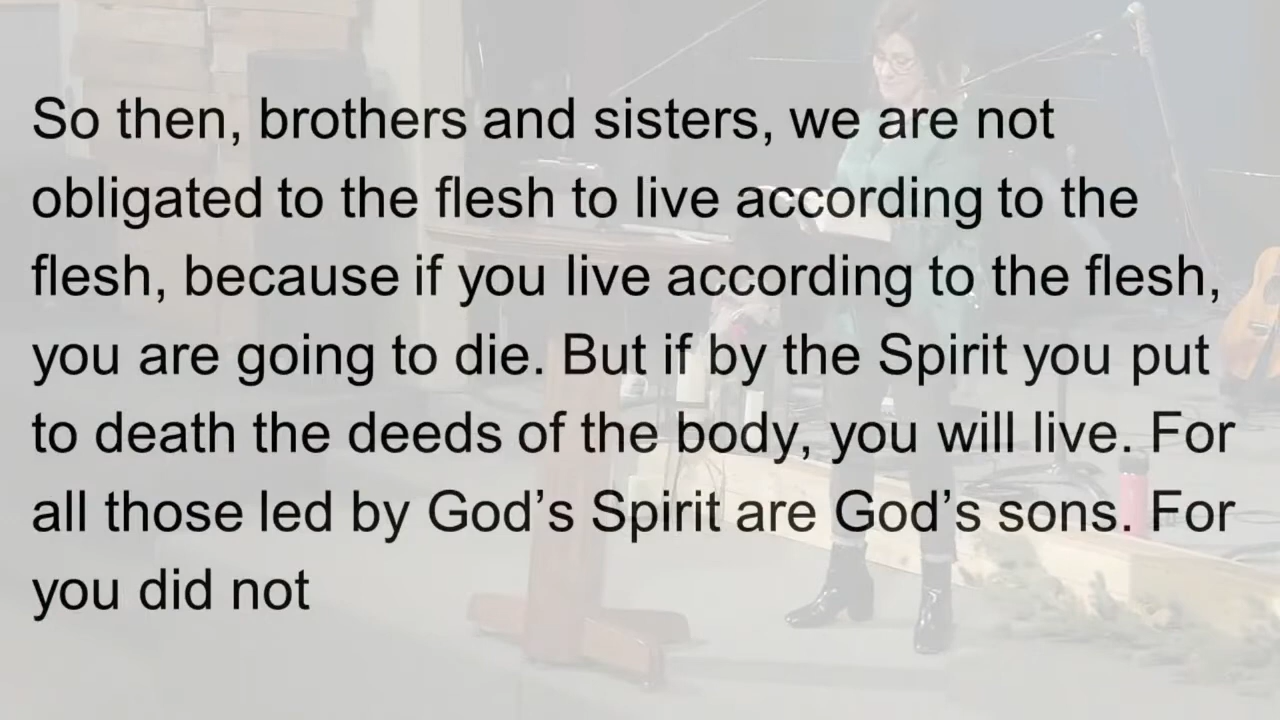 So then, brothers and sisters, we are not
obligated to the flesh to live according to the
flesh, because if you live according to the flesh,
you are going to die. But if by the Spirit you put
to death the deeds of the body, you will live. For
all those led by God’s Spirit are God’s sons. For
you did not